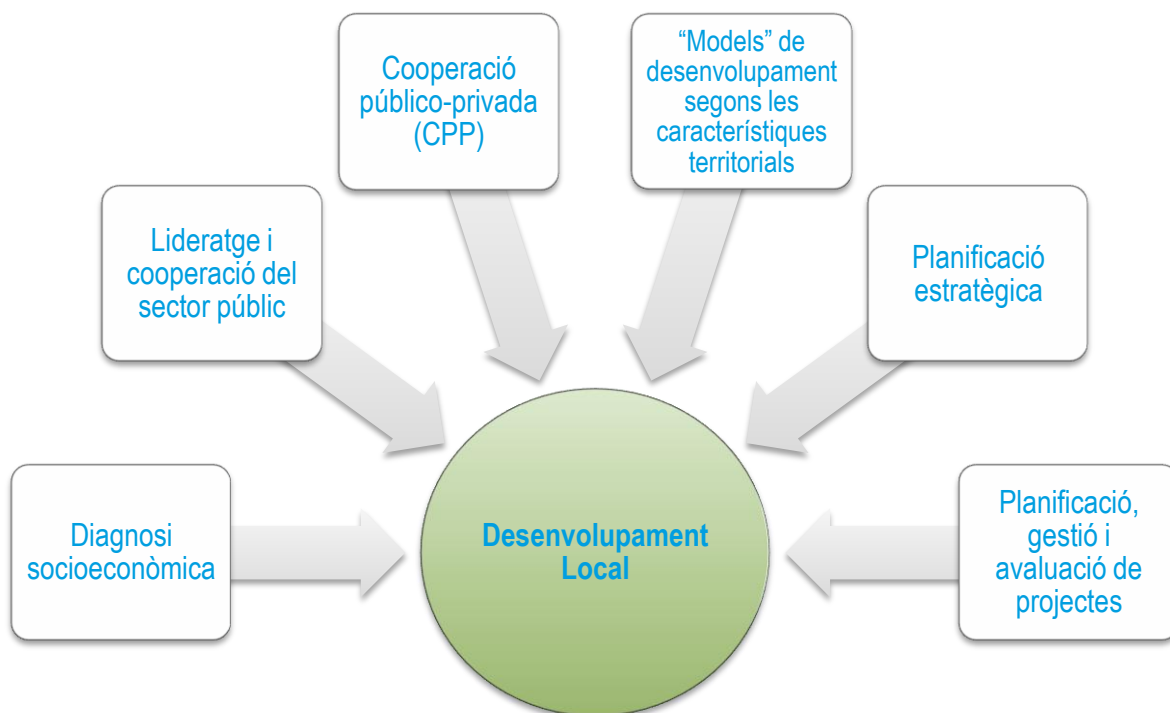 Cooperació
público-privada
(CPP)
“Models” de
desenvolupament
segons les
característiques
territorials
Lideratge i
cooperació del
sector públic
Planificació
estratègica
Diagnosi
socioeconòmica
Desenvolupament
Local
Planificació,
gestió i
avaluació de
projectes